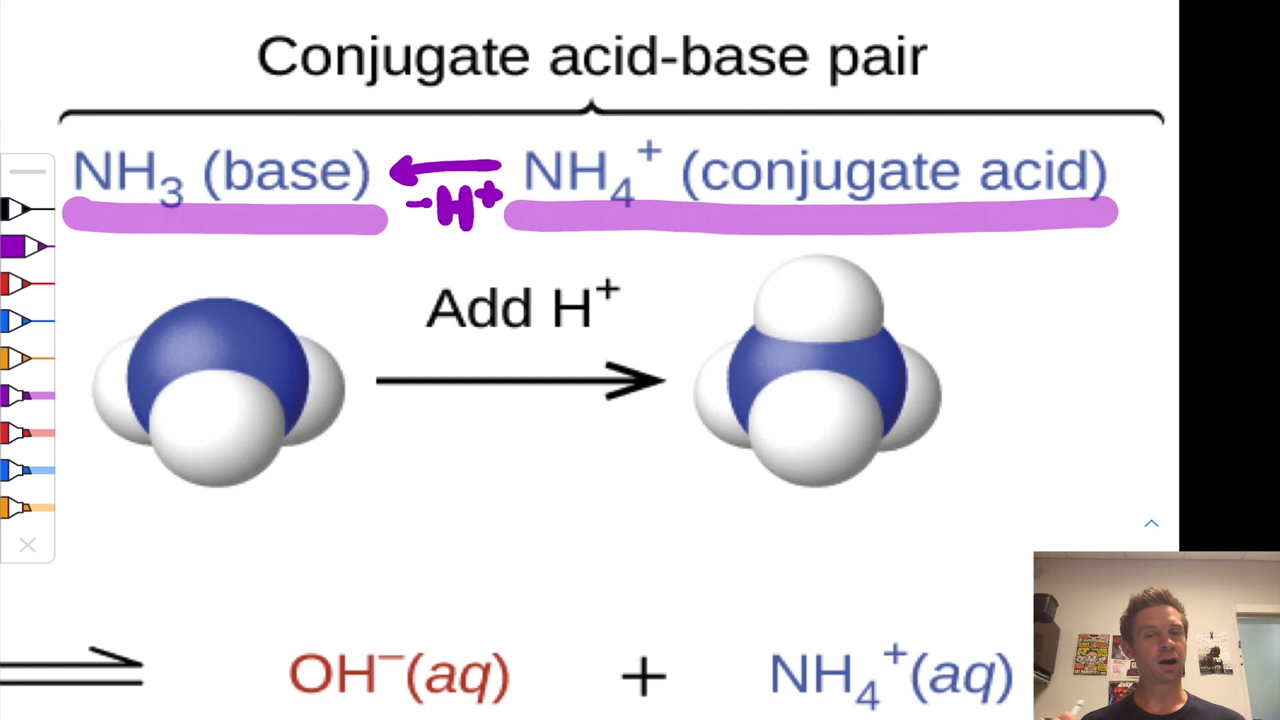 Conjugate acid-base pair
NH₃ (base) -H⁺ NH₄⁺ (conjugate acid)
Add H⁺
OH⁻(aq) + NH₄⁺(aq)